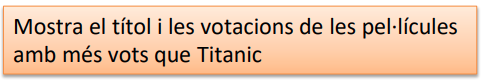 Mostra el títol i les votacions de les pel·lícules
amb més vots que Titanic